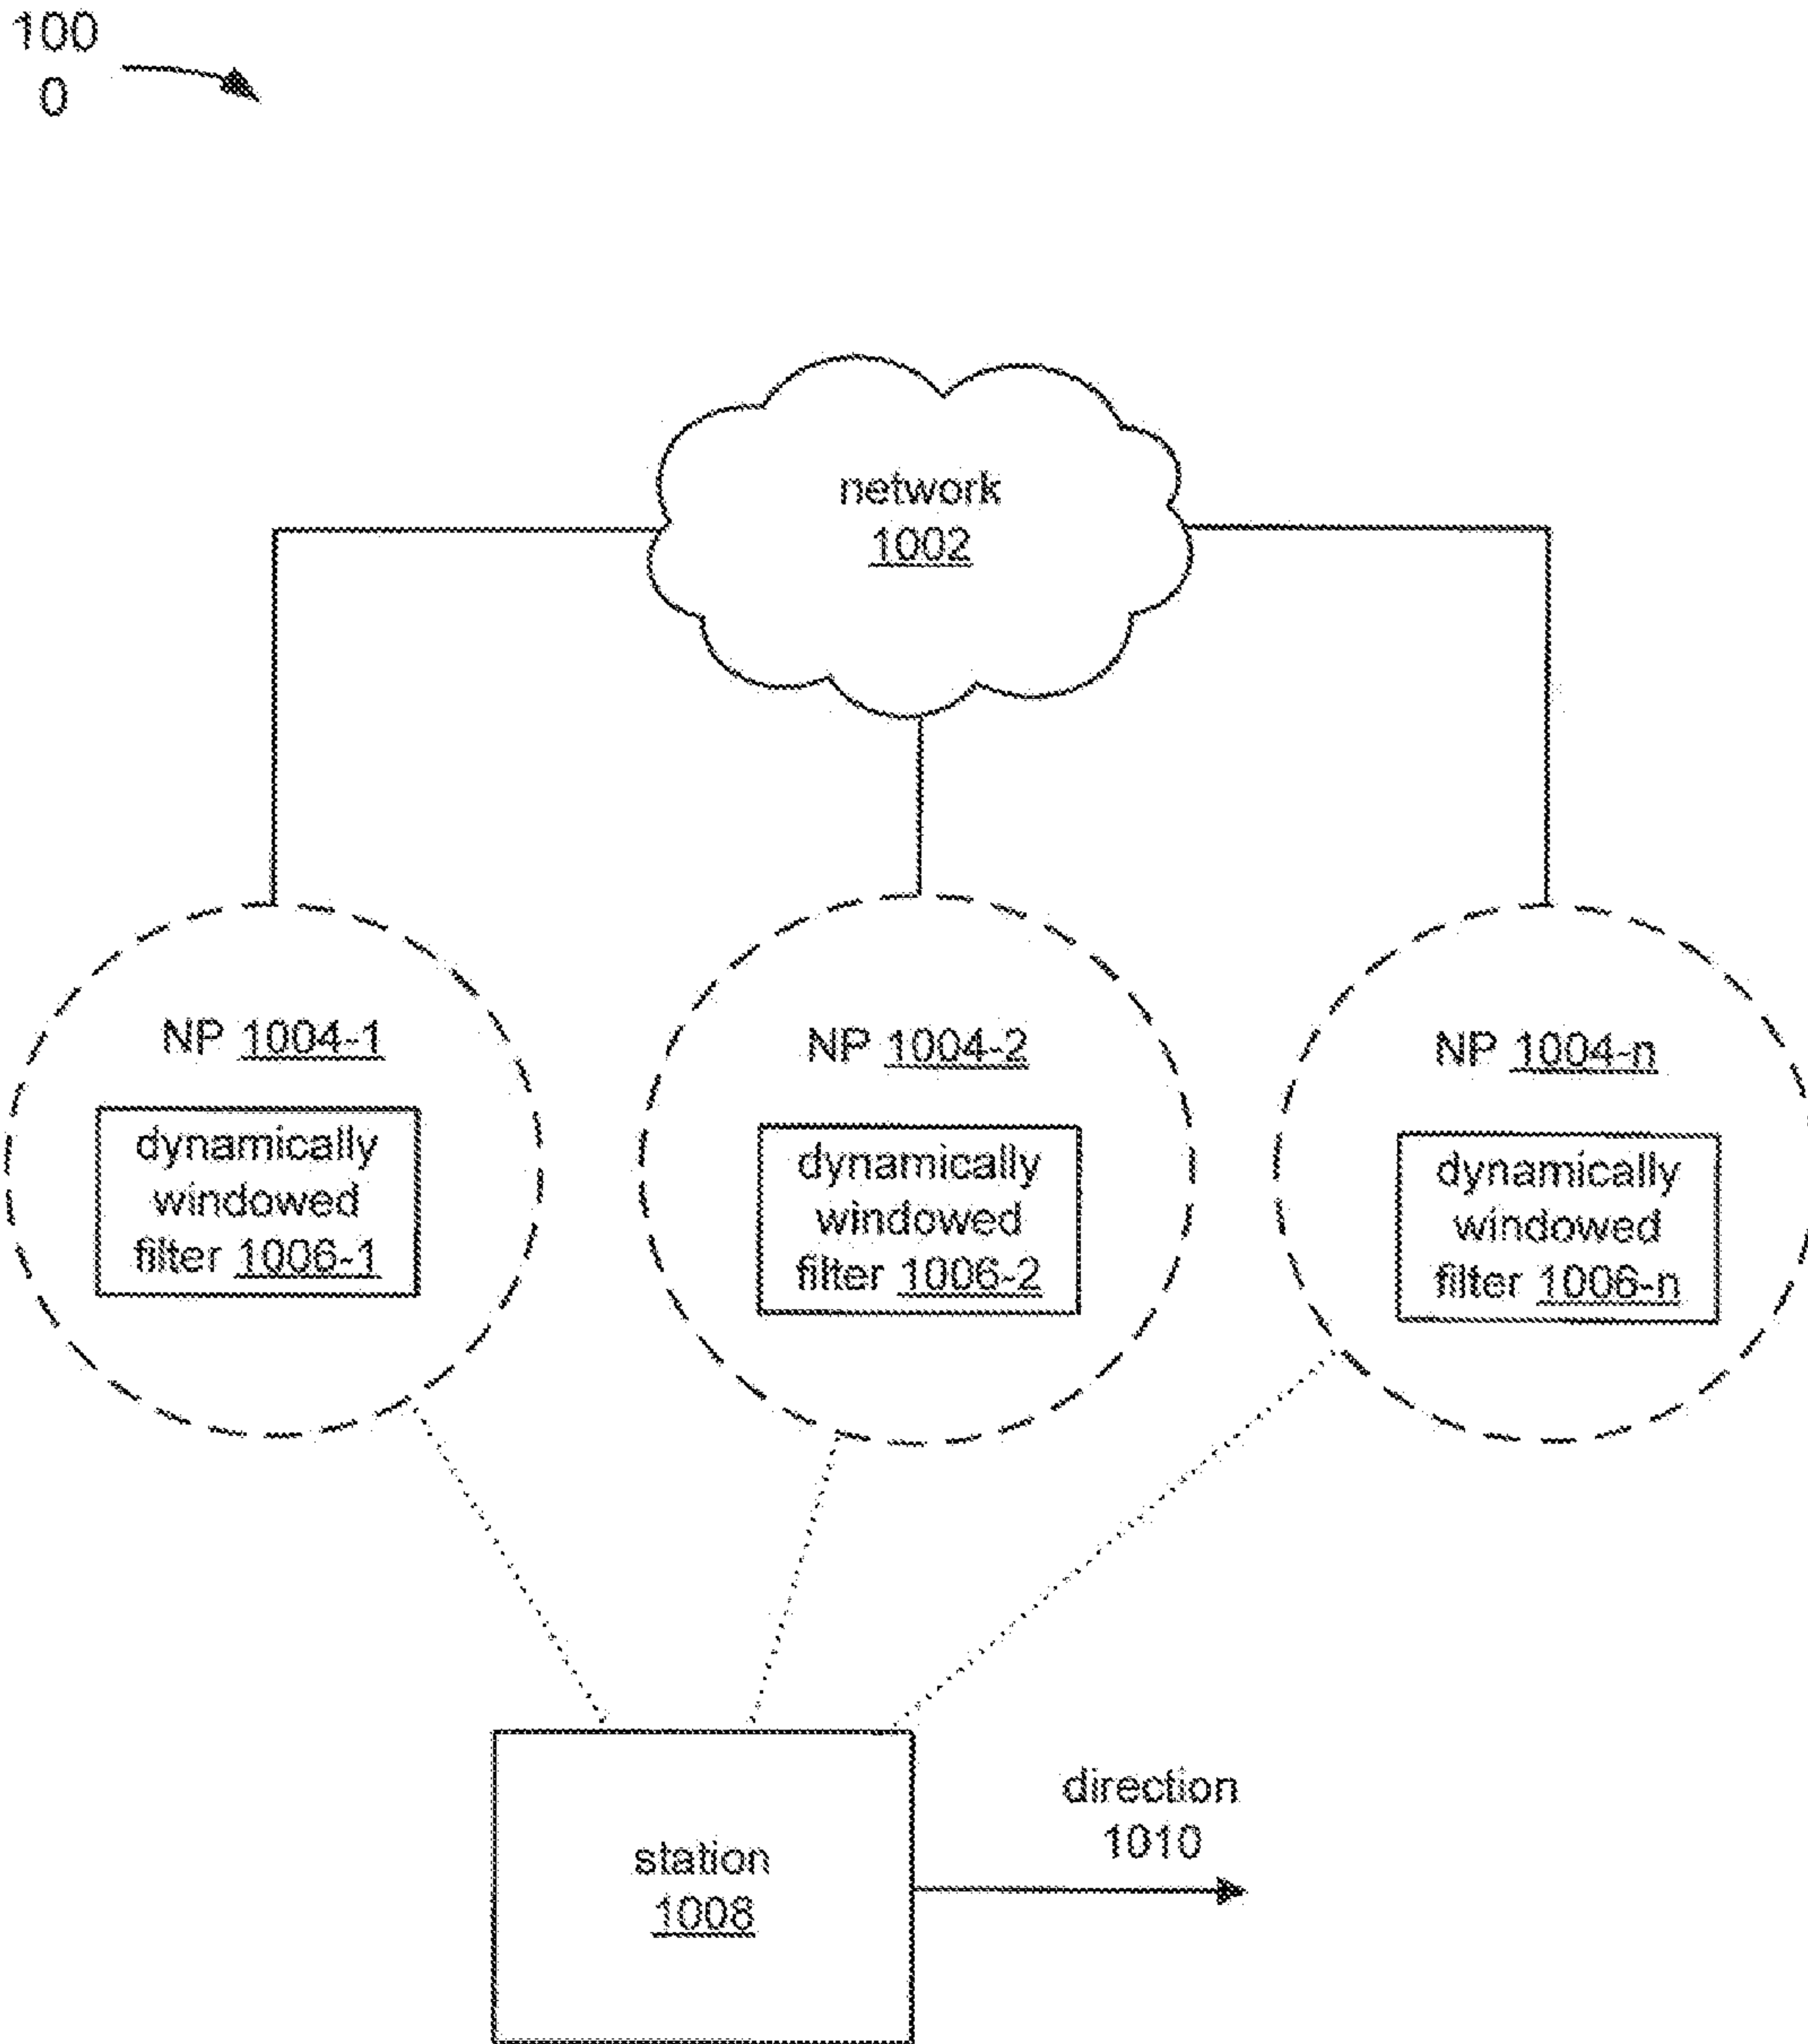 100
0
network
1002
NP 1004-1
dynamically
windowed
filter 1006-1
NP 1004-2
dynamically
windowed
filter 1006-2
NP 1004-n
dynamically
windowed
filter 1006-n
direction
1010
station
1008